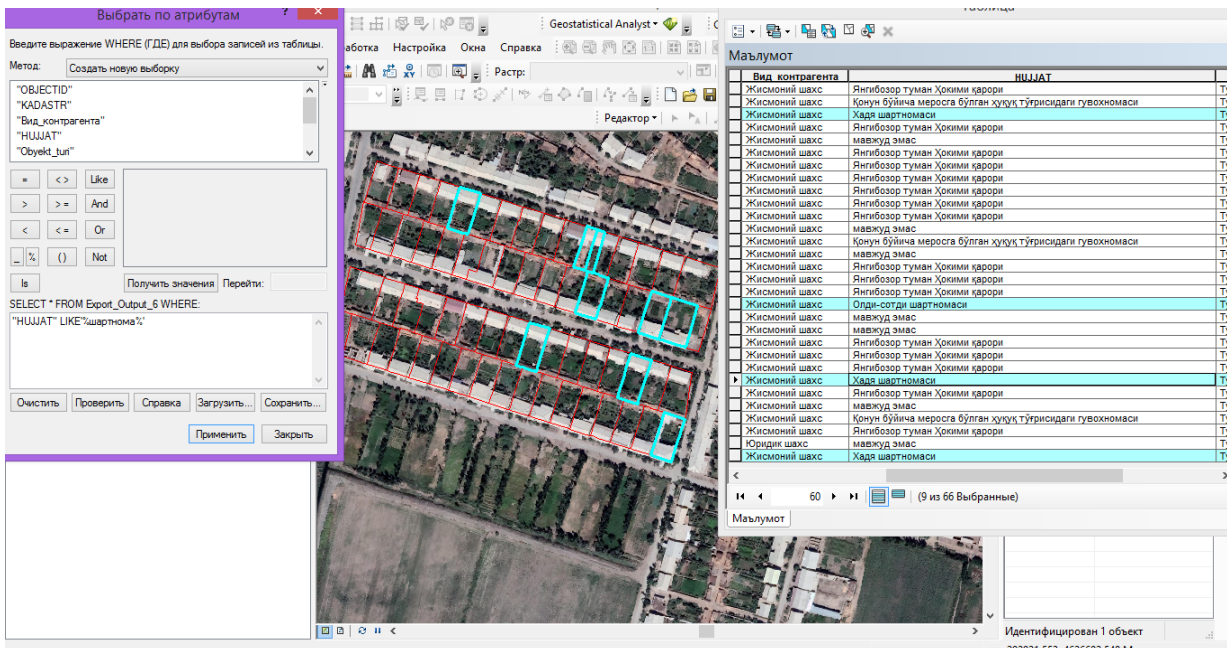 Выбрать по атрибутам
Введите выражение WHERE (ГДЕ) для выбора записей из таблицы.
Метод: Создать новую выборку
"OBJECTID"
"KADASTR"
"Вид_контрагента"
"HUJJAT"
"Obyekt_turi"
= < > Like
> > = And
< < = Or
_ % () Not
Is Получить значения Перейти:
SELECT * FROM Export_Output_6 WHERE:
"HUJJAT" LIKE'%шартнома%'
Очистить Проверить Справка Загрузить... Сохранить...
Применить Закрыть
Geostatistical Analyst
Настройка Окна Справка
Растр:
Редактор
Таблица
Маълумот
Вид_контрагента HUJJAT
Жисмоний шахс Янгибозор туман Ҳокими қарори
Жисмоний шахс Қонун бўйича меросга бўлган ҳуқуқ тўғрисидаги гувохномаси
Жисмоний шахс Хадя шартномаси
Жисмоний шахс Янгибозор туман Ҳокими қарори
Жисмоний шахс мавжуд эмас
Жисмоний шахс Янгибозор туман Ҳокими қарори
Жисмоний шахс Янгибозор туман Ҳокими қарори
Жисмоний шахс Янгибозор туман Ҳокими қарори
Жисмоний шахс Янгибозор туман Ҳокими қарори
Жисмоний шахс Янгибозор туман Ҳокими қарори
Жисмоний шахс Янгибозор туман Ҳокими қарори
Жисмоний шахс мавжуд эмас
Жисмоний шахс Қонун бўйича меросга бўлган ҳуқуқ тўғрисидаги гувохномаси
Жисмоний шахс мавжуд эмас
Жисмоний шахс Янгибозор туман Ҳокими қарори
Жисмоний шахс Янгибозор туман Ҳокими қарори
Жисмоний шахс Янгибозор туман Ҳокими қарори
Жисмоний шахс Олди-сотди шартномаси
Жисмоний шахс мавжуд эмас
Жисмоний шахс мавжуд эмас
Жисмоний шахс Янгибозор туман Ҳокими қарори
Жисмоний шахс Янгибозор туман Ҳокими қарори
Жисмоний шахс Янгибозор туман Ҳокими қарори
Жисмоний шахс Хадя шартномаси
Жисмоний шахс Янгибозор туман Ҳокими қарори
Жисмоний шахс мавжуд эмас
Жисмоний шахс Қонун бўйича меросга бўлган ҳуқуқ тўғрисидаги гувохномаси
Жисмоний шахс Янгибозор туман Ҳокими қарори
Юридик шахс мавжуд эмас
Жисмоний шахс Хадя шартномаси
60 (9 из 66 Выбранные)
Маълумот
Идентифицирован 1 объект